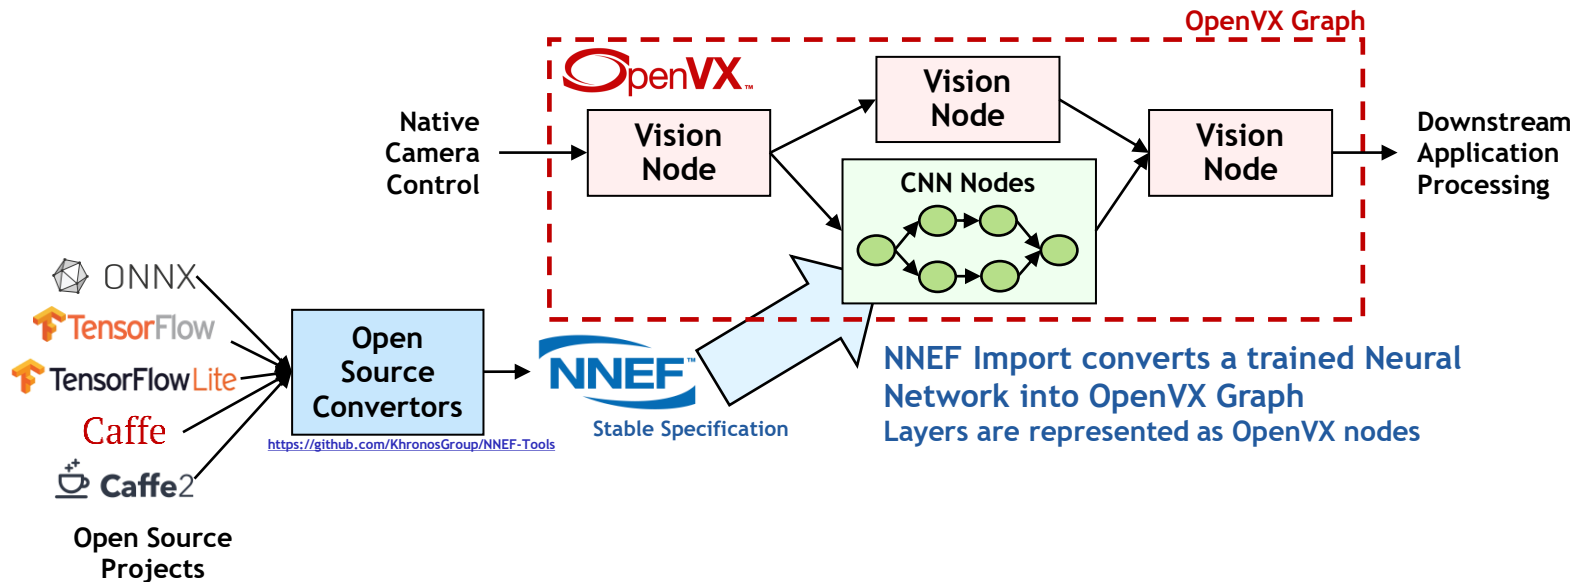 OpenVX Graph
OpenVX™
Native
Camera
Control
Vision
Node
Vision
Node
CNN Nodes
Vision
Node
Downstream
Application
Processing
ONNX
TensorFlow
TensorFlow Lite
Caffe
Caffe2
Open Source
Projects
Open
Source
Convertors
https://github.com/KhronosGroup/NNEF-Tools
NNEF™
Stable Specification
NNEF Import converts a trained Neural
Network into OpenVX Graph
Layers are represented as OpenVX nodes